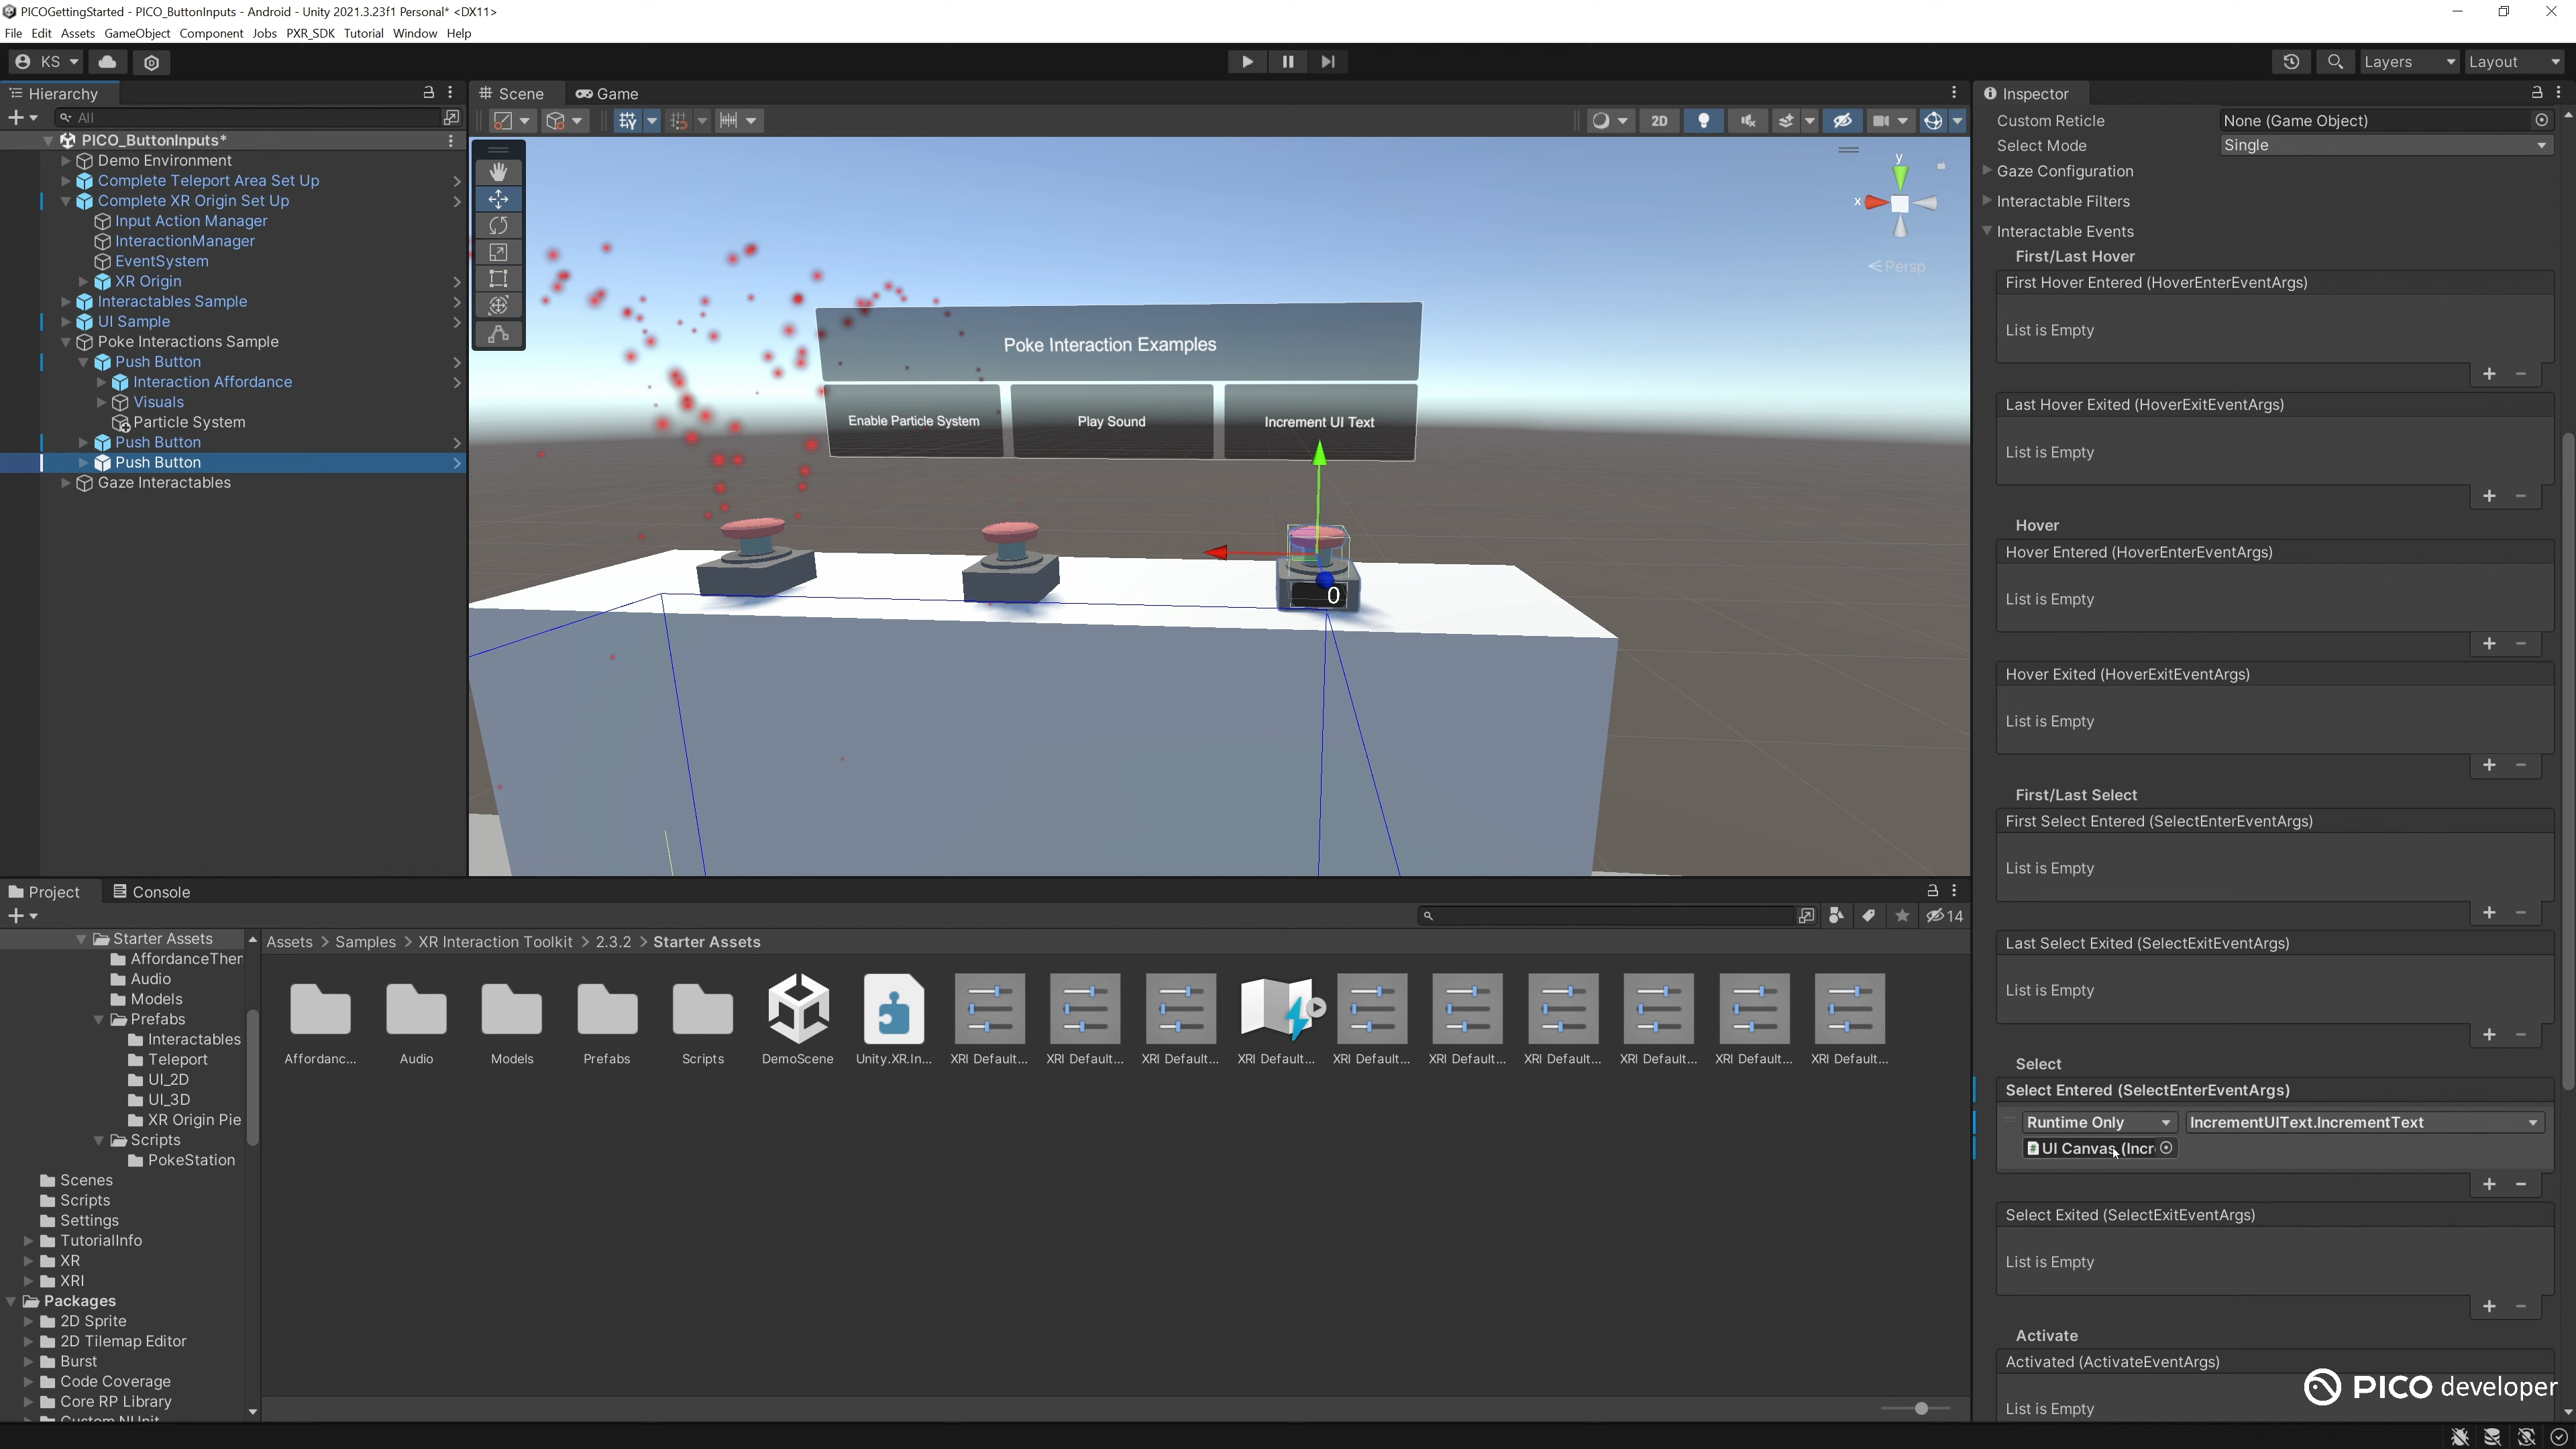 PICOGettingStarted - PICO_ButtonInputs - Android - Unity 2021.3.23f1 Personal* <DX11>
File Edit Assets GameObject Component Jobs PXR_SDK Tutorial Window Help
KS
Layers
Layout
Hierarchy
All
PICO_ButtonInputs*
Demo Environment
Complete Teleport Area Set Up
Complete XR Origin Set Up
Input Action Manager
InteractionManager
EventSystem
XR Origin
Interactables Sample
UI Sample
Poke Interactions Sample
Push Button
Interaction Affordance
Visuals
Particle System
Push Button
Push Button
Gaze Interactables
Scene
Game
2D
y
x
Persp
Poke Interaction Examples
Enable Particle System
Play Sound
Increment UI Text
0
Inspector
Custom Reticle
None (Game Object)
Select Mode
Single
Gaze Configuration
Interactable Filters
Interactable Events
First/Last Hover
First Hover Entered (HoverEnterEventArgs)
List is Empty
Last Hover Exited (HoverExitEventArgs)
List is Empty
Hover
Hover Entered (HoverEnterEventArgs)
List is Empty
Hover Exited (HoverExitEventArgs)
List is Empty
First/Last Select
First Select Entered (SelectEnterEventArgs)
List is Empty
Last Select Exited (SelectExitEventArgs)
List is Empty
Select
Select Entered (SelectEnterEventArgs)
Runtime Only
IncrementUIText.IncrementText
UI Canvas (Incr
Select Exited (SelectExitEventArgs)
List is Empty
Activate
Activated (ActivateEventArgs)
List is Empty
PICO developer
Project
Console
14
Starter Assets
AffordanceTher
Audio
Models
Prefabs
Interactables
Teleport
UI_2D
UI_3D
XR Origin Pie
Scripts
PokeStation
Scenes
Scripts
Settings
TutorialInfo
XR
XRI
Packages
2D Sprite
2D Tilemap Editor
Burst
Code Coverage
Core RP Library
Assets > Samples > XR Interaction Toolkit > 2.3.2 > Starter Assets
Affordanc...
Audio
Models
Prefabs
Scripts
DemoScene
Unity.XR.In...
XRI Default...
XRI Default...
XRI Default...
XRI Default...
XRI Default...
XRI Default...
XRI Default...
XRI Default...
XRI Default...
XRI Default...